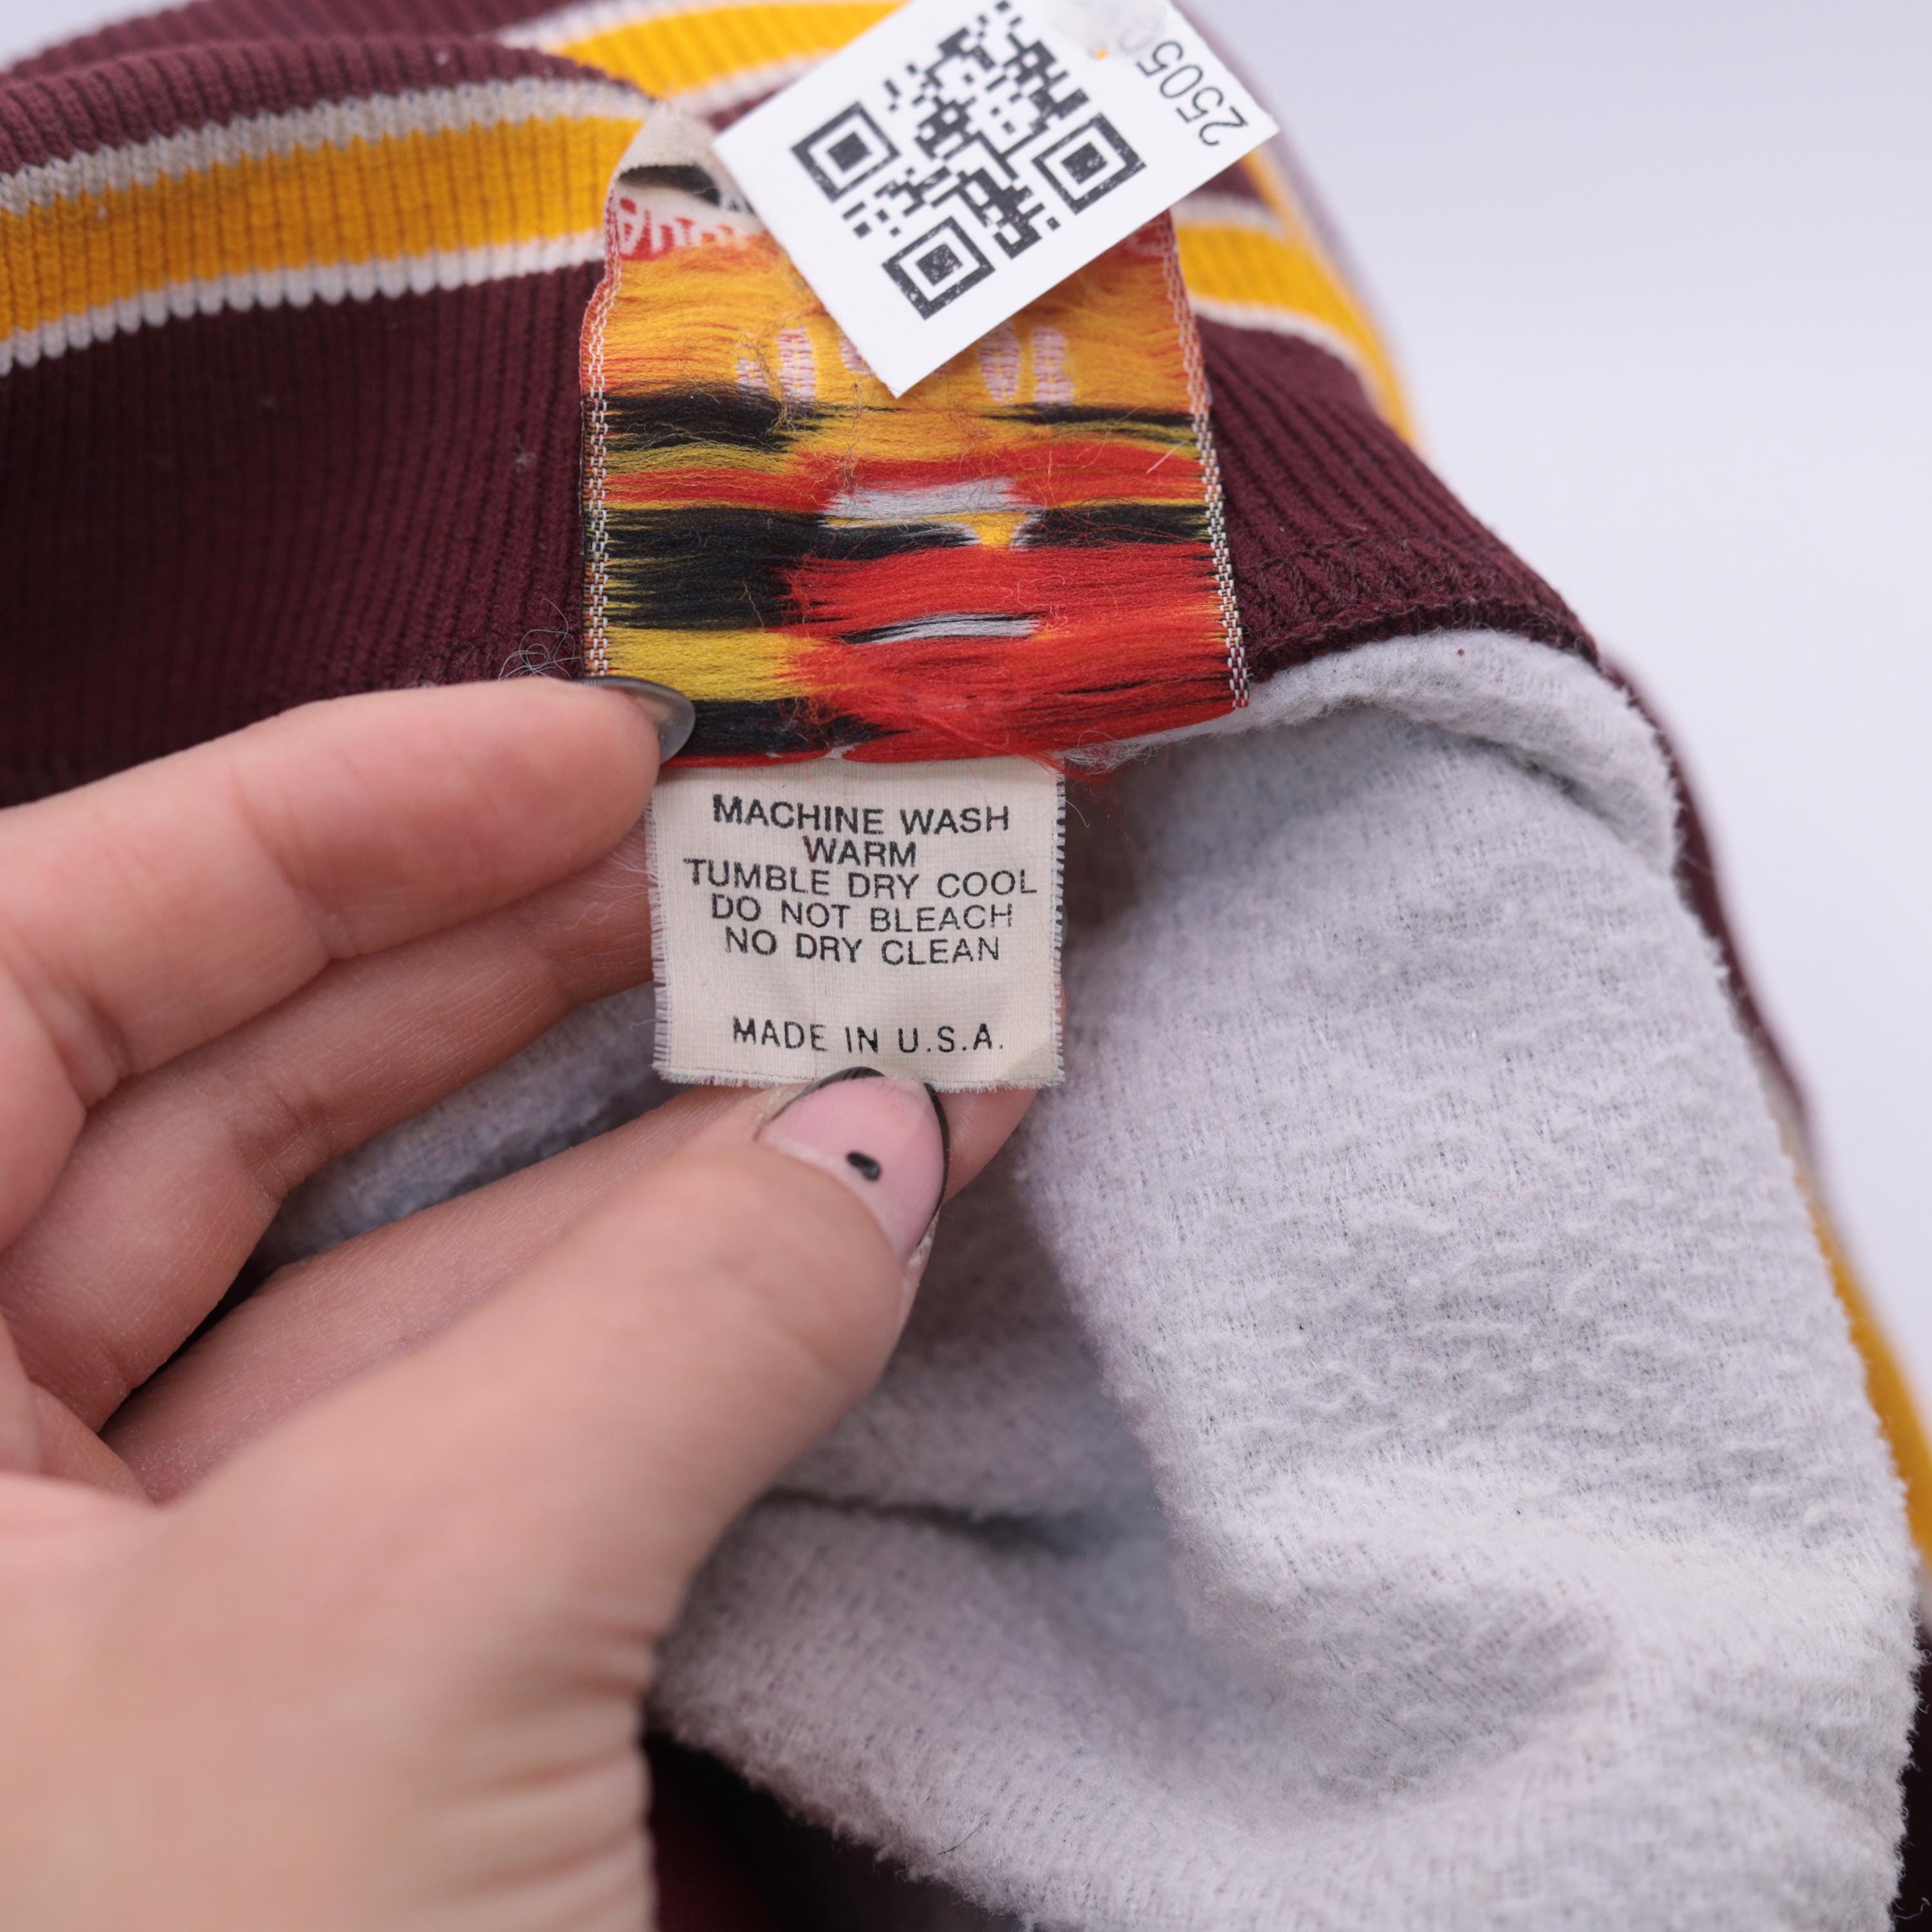 2505
MACHINE WASH
WARM
TUMBLE DRY COOL
DO NOT BLEACH
NO DRY CLEAN
MADE IN U.S.A.